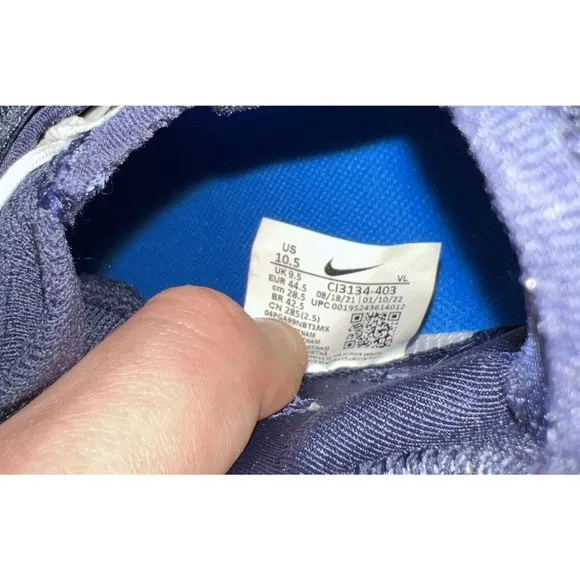 US
10.5
UK 9.5
EUR 44.5
cm 28.5
BR 42.5
CN 285(2.5)
CI3134-403
VL
08/18/21 | 01/10/22
UPC 00195243614012
04PGA99NBT1MX